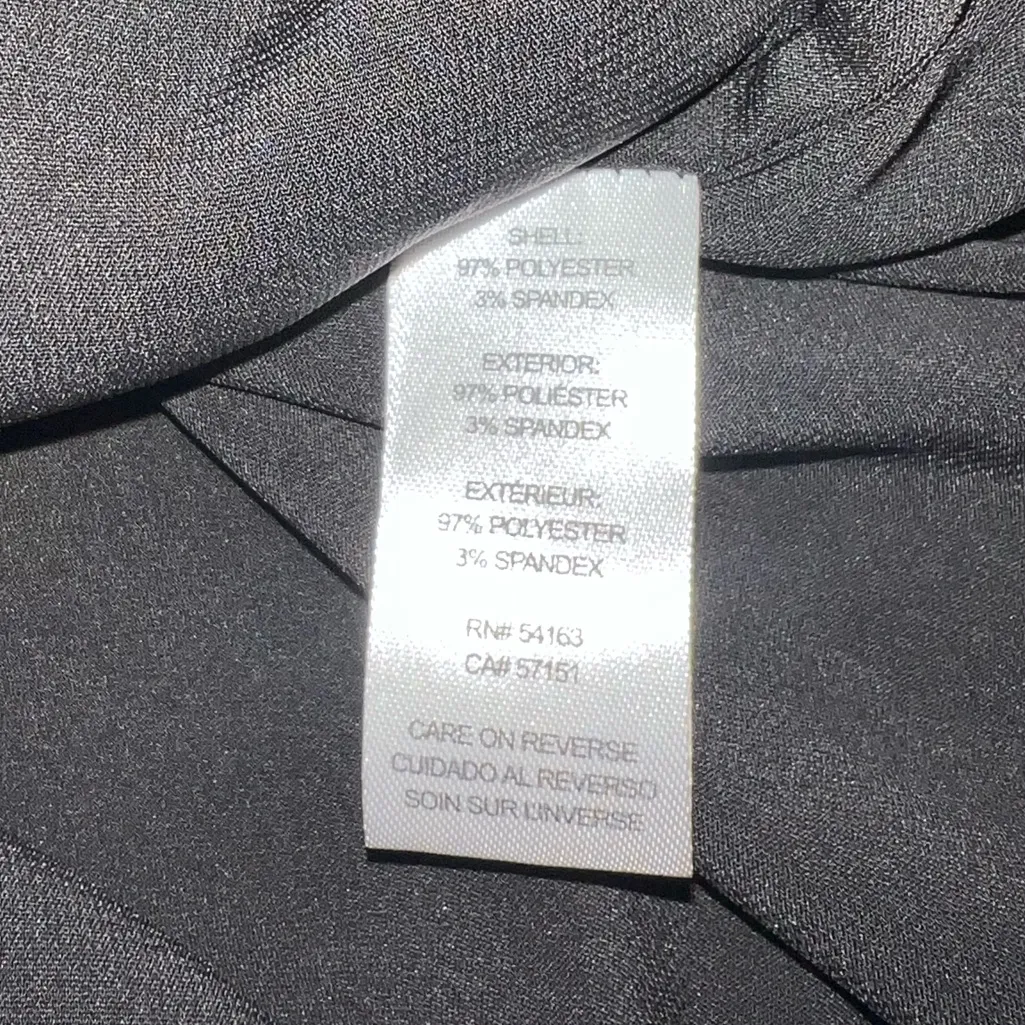 SHELL:
97% POLYESTER
3% SPANDEX
EXTERIOR:
97% POLIÉSTER
3% SPANDEX
EXTÉRIEUR:
97% POLYESTER
3% SPANDEX
RN# 54163
CA# 57151
CARE ON REVERSE
CUIDADO AL REVERSO
SOIN SUR L'INVERSE